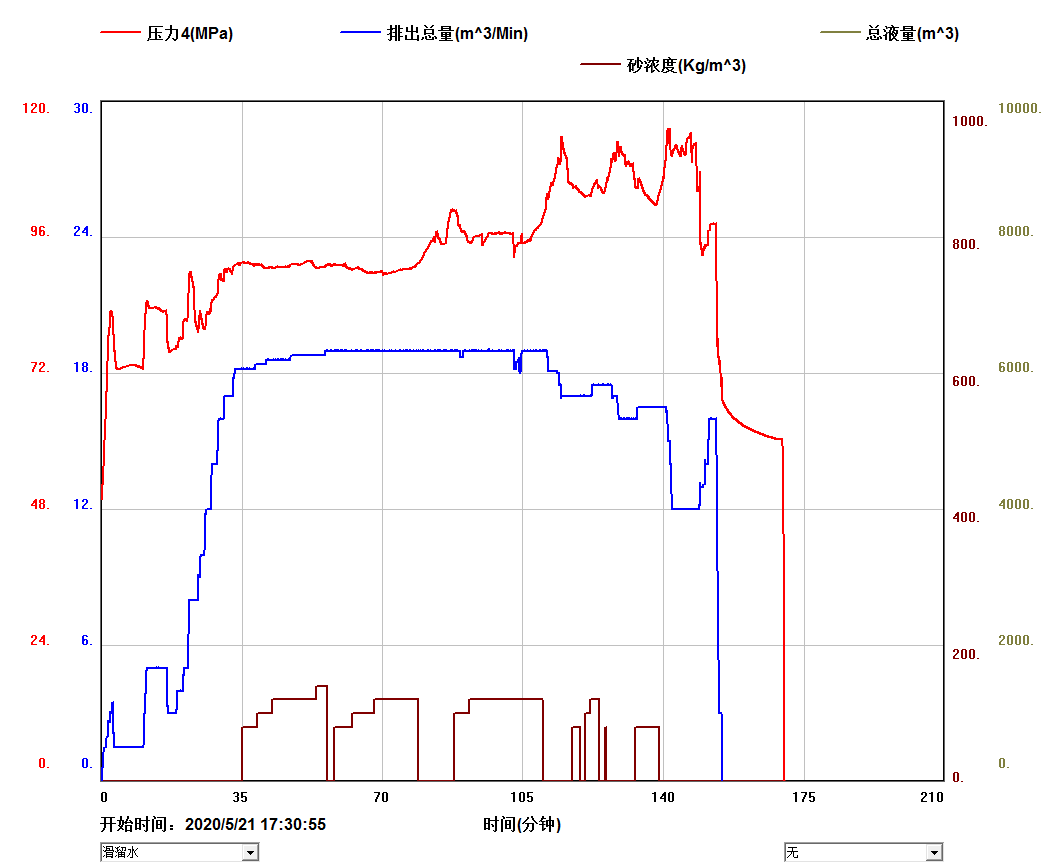 压力4(MPa) 排出总量(m^3/Min) 总液量(m^3)
砂浓度(Kg/m^3)
120. 30. 1000. 10000.
96. 24. 800. 8000.
72. 18. 600. 6000.
48. 12. 400. 4000.
24. 6. 200. 2000.
0. 0. 0. 0.
0 35 70 105 140 175 210
开始时间：2020/5/21 17:30:55 时间(分钟)
滑溜水 无